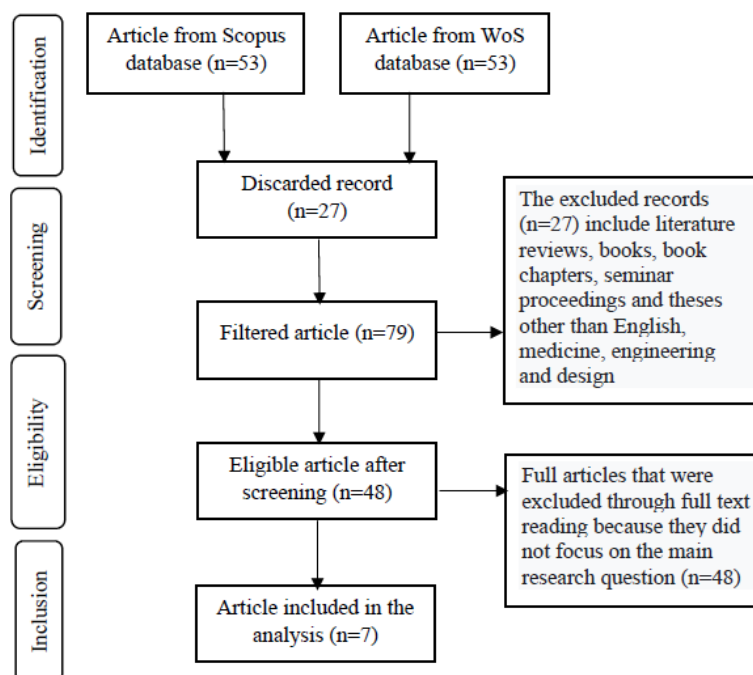 Identification
Article from Scopus
database (n=53)
Article from WoS
database (n=53)
Screening
Discarded record
(n=27)
The excluded records
(n=27) include literature
reviews, books, book
chapters, seminar
proceedings and theses
other than English,
medicine, engineering
and design
Filtered article (n=79)
Eligibility
Eligible article after
screening (n=48)
Full articles that were
excluded through full text
reading because they did
not focus on the main
research question (n=48)
Inclusion
Article included in the
analysis (n=7)